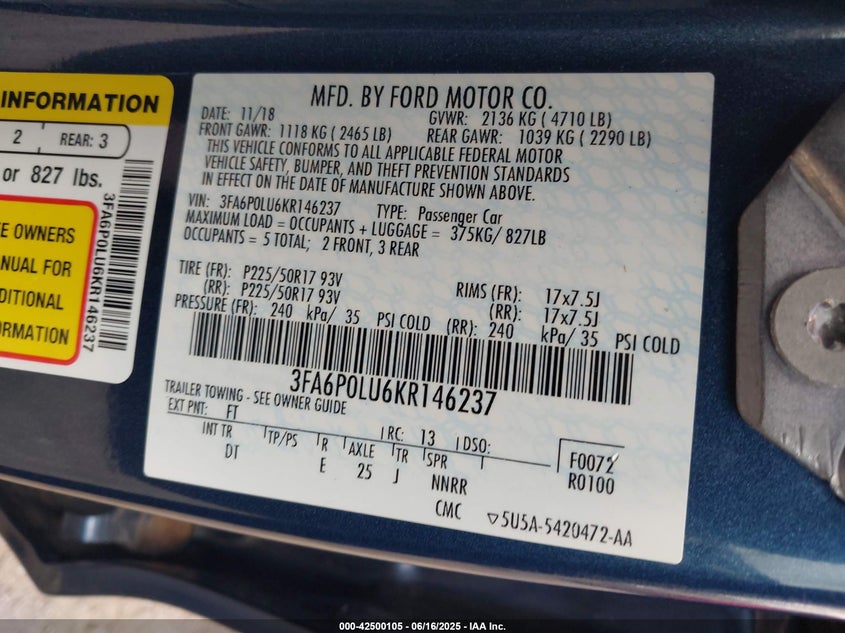 INFORMATION
2 REAR: 3
or 827 lbs.
E OWNERS
ANUAL FOR
DITIONAL
ORMATION
3FA6P0LU6KR146237
MFD. BY FORD MOTOR CO.
DATE: 11/18 GVWR: 2136 KG ( 4710 LB)
FRONT GAWR: 1118 KG ( 2465 LB) REAR GAWR: 1039 KG ( 2290 LB)
THIS VEHICLE CONFORMS TO ALL APPLICABLE FEDERAL MOTOR
VEHICLE SAFETY, BUMPER, AND THEFT PREVENTION STANDARDS
IN EFFECT ON THE DATE OF MANUFACTURE SHOWN ABOVE.
VIN: 3FA6P0LU6KR146237 TYPE: Passenger Car
MAXIMUM LOAD = OCCUPANTS + LUGGAGE = 375KG/ 827LB
OCCUPANTS = 5 TOTAL; 2 FRONT, 3 REAR
TIRE (FR): P225/50R17 93V RIMS (FR): 17x7.5J
(RR): P225/50R17 93V (RR): 17x7.5J
PRESSURE (FR): 240 kPa/ 35 PSI COLD (RR): 240 kPa/ 35 PSI COLD
3FA6P0LU6KR146237
TRAILER TOWING - SEE OWNER GUIDE
EXT PNT: FT RC: 13 DSO: F0072
INT TR TP/PS R AXLE TR SPR R0100
DT E 25 J NNRR
CMC 5U5A-5420472-AA
000-42500105 - 06/16/2025 - IAA Inc.